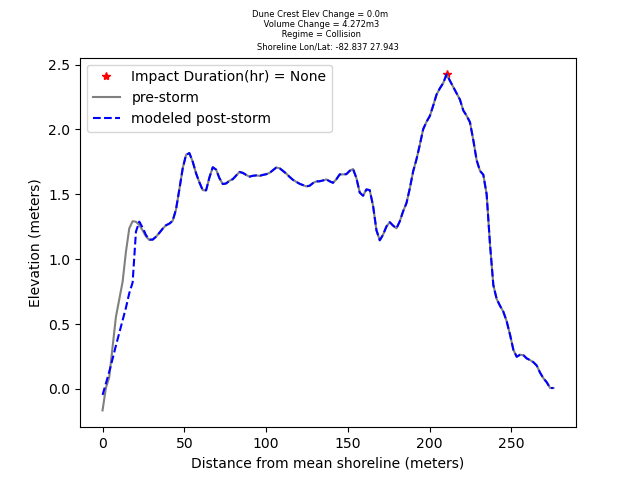 Dune Crest Elev Change = 0.0m
Volume Change = 4.272m3
Regime = Collision
Shoreline Lon/Lat: -82.837 27.943
Impact Duration(hr) = None
pre-storm
modeled post-storm
Elevation (meters)
2.5
2.0
1.5
1.0
0.5
0.0
0 50 100 150 200 250
Distance from mean shoreline (meters)